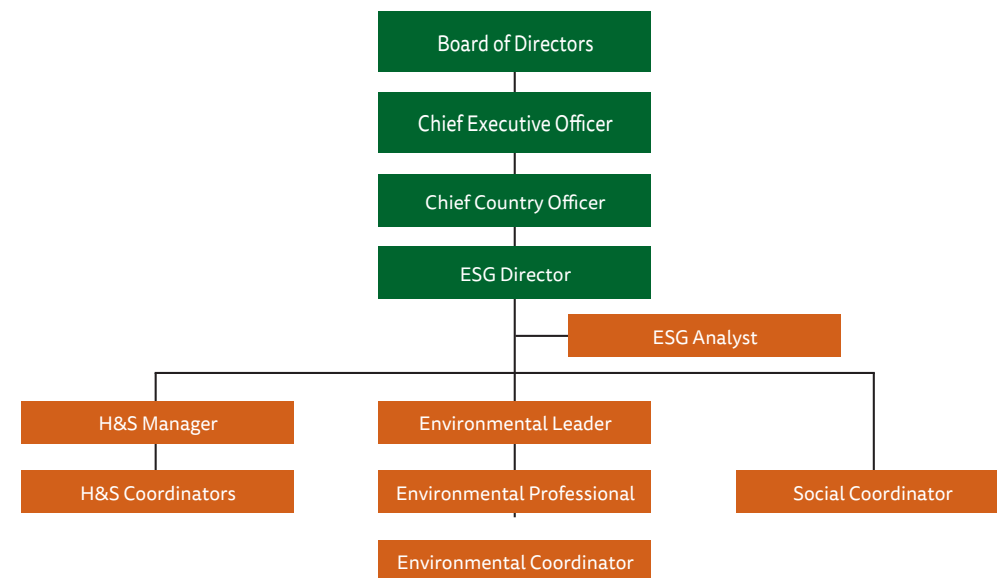 Board of Directors
Chief Executive Officer
Chief Country Officer
ESG Director
ESG Analyst
H&S Manager
Environmental Leader
H&S Coordinators
Environmental Professional
Social Coordinator
Environmental Coordinator